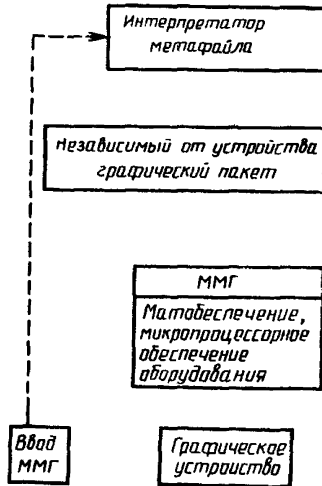 Интерпретатор
метафайла
Независимый от устройства
графический пакет
ММГ
Матобеспечение,
микропроцессорное
обеспечение
оборудования
Ввод
ММГ
Графическое
устройство